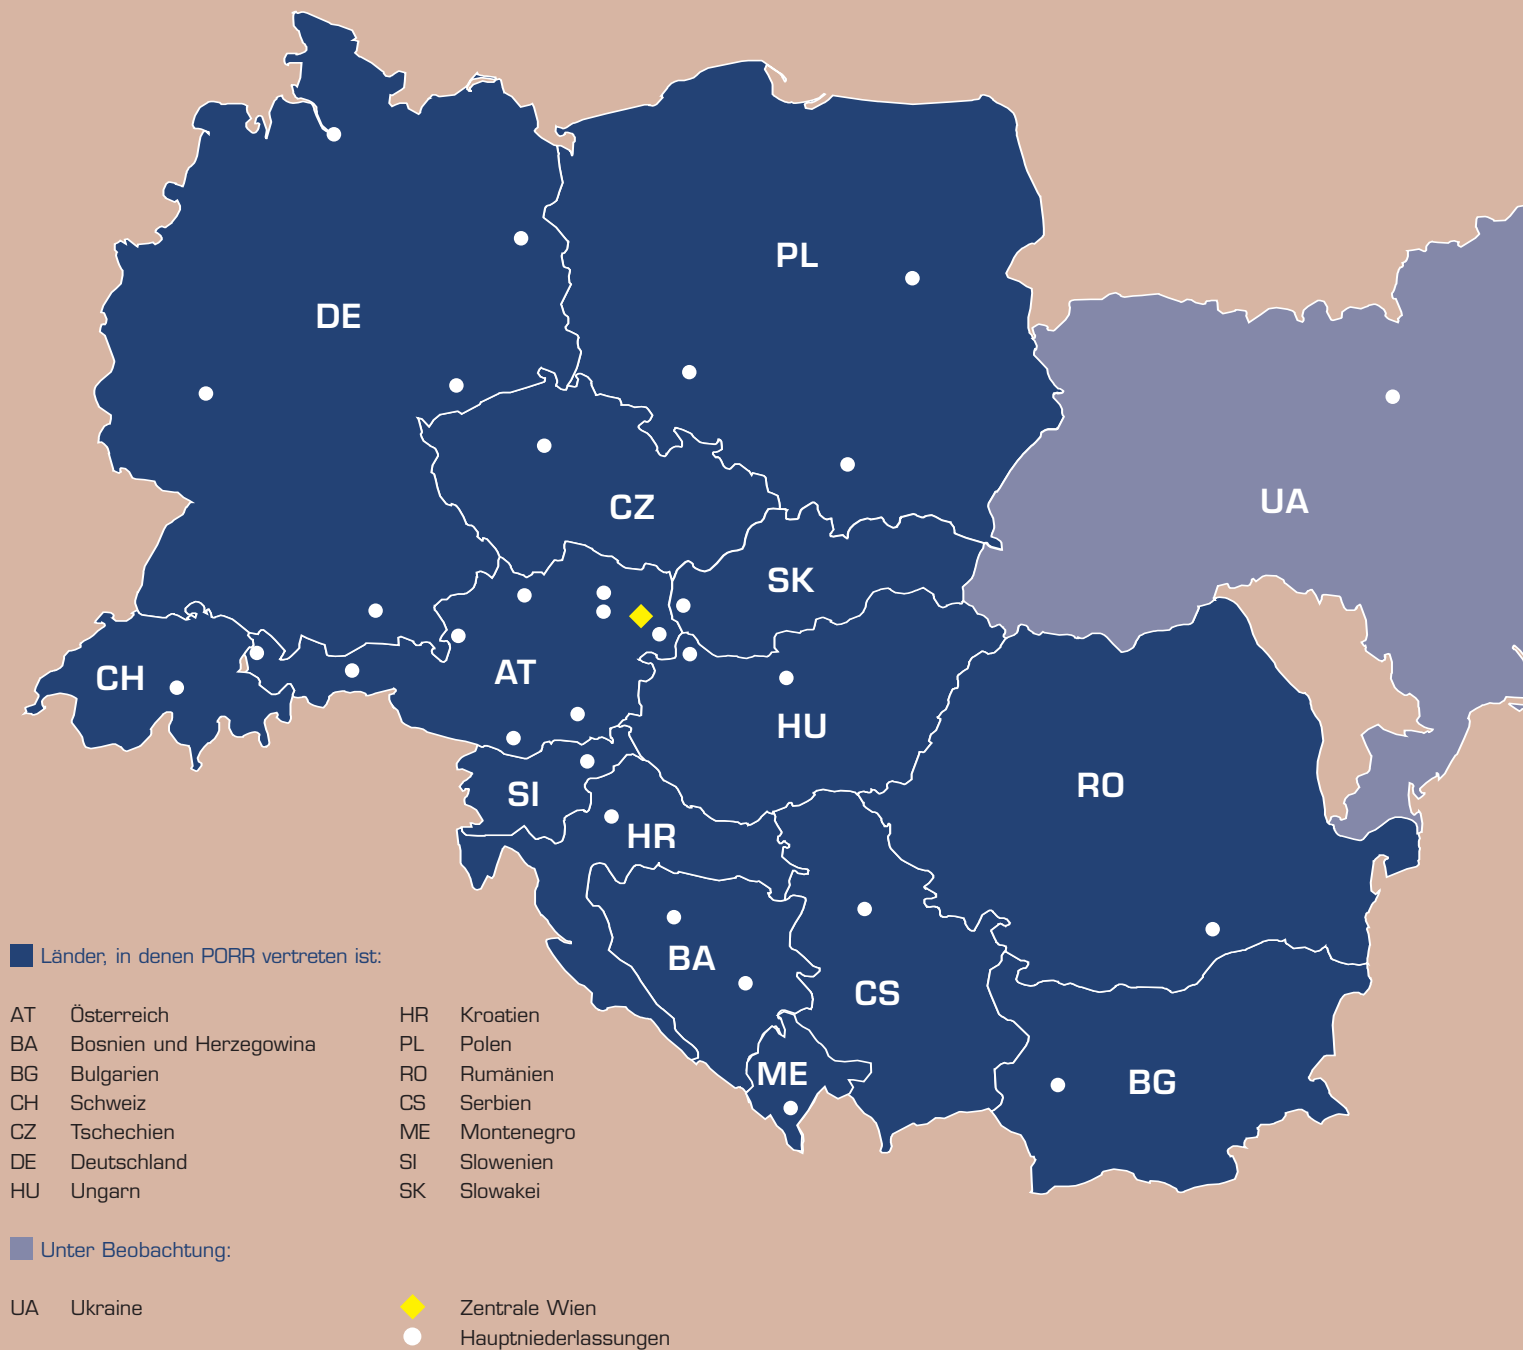 PL
DE
UA
CZ
SK
AT
CH
HU
RO
SI
HR
BA
CS
ME
BG
Länder, in denen PORR vertreten ist:
AT Österreich
BA Bosnien und Herzegowina
BG Bulgarien
CH Schweiz
CZ Tschechien
DE Deutschland
HU Ungarn
HR Kroatien
PL Polen
RO Rumänien
CS Serbien
ME Montenegro
SI Slowenien
SK Slowakei
Unter Beobachtung:
UA Ukraine
Zentrale Wien
Hauptniederlassungen